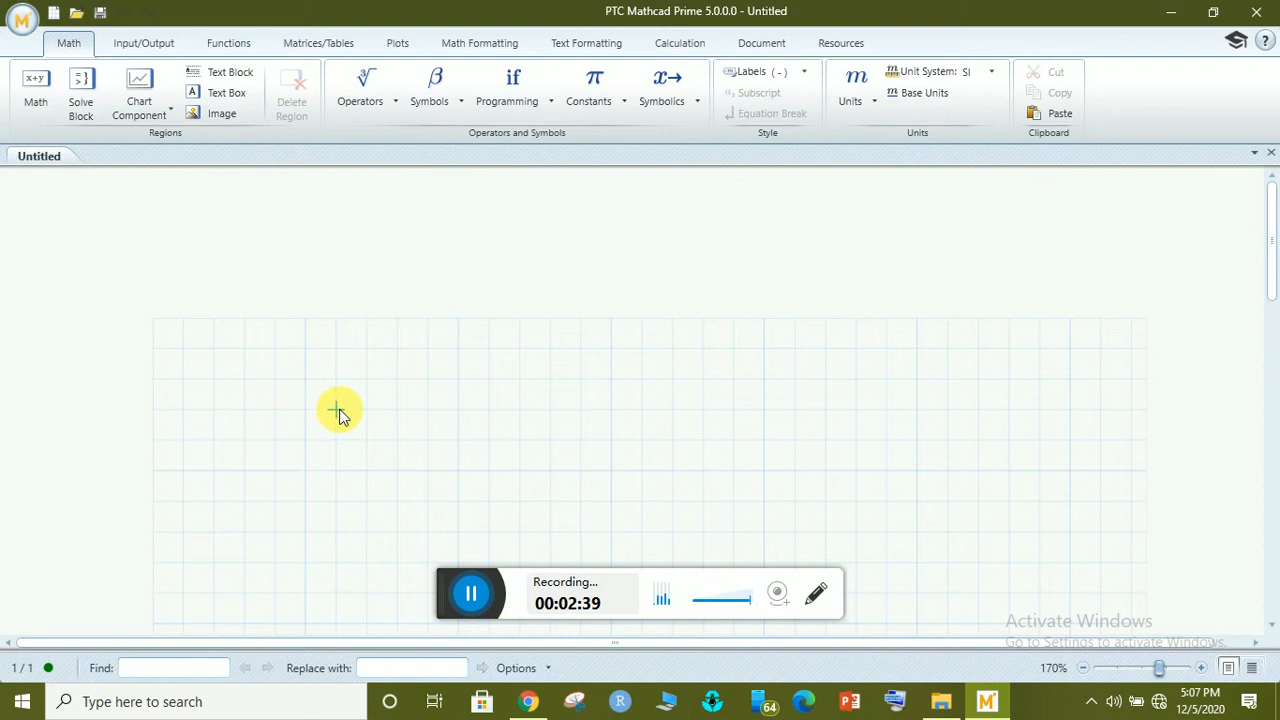 PTC Mathcad Prime 5.0.0.0 - Untitled
Math Input/Output Functions Matrices/Tables Plots Math Formatting Text Formatting Calculation Document Resources
Math
Solve
Block
Chart
Component
Text Block
Text Box
Image
Delete
Region
Regions
Operators
Symbols
if
Programming
π
Constants
Symbolics
Operators and Symbols
Labels ( - )
Subscript
Equation Break
Style
m
Units
Unit System: SI
Base Units
Units
Cut
Copy
Paste
Clipboard
Untitled
Recording...
00:02:39
Activate Windows
Go to Settings to activate Windows.
1 / 1 Find: Replace with: Options 170%
Type here to search
R
64
5:07 PM
12/5/2020